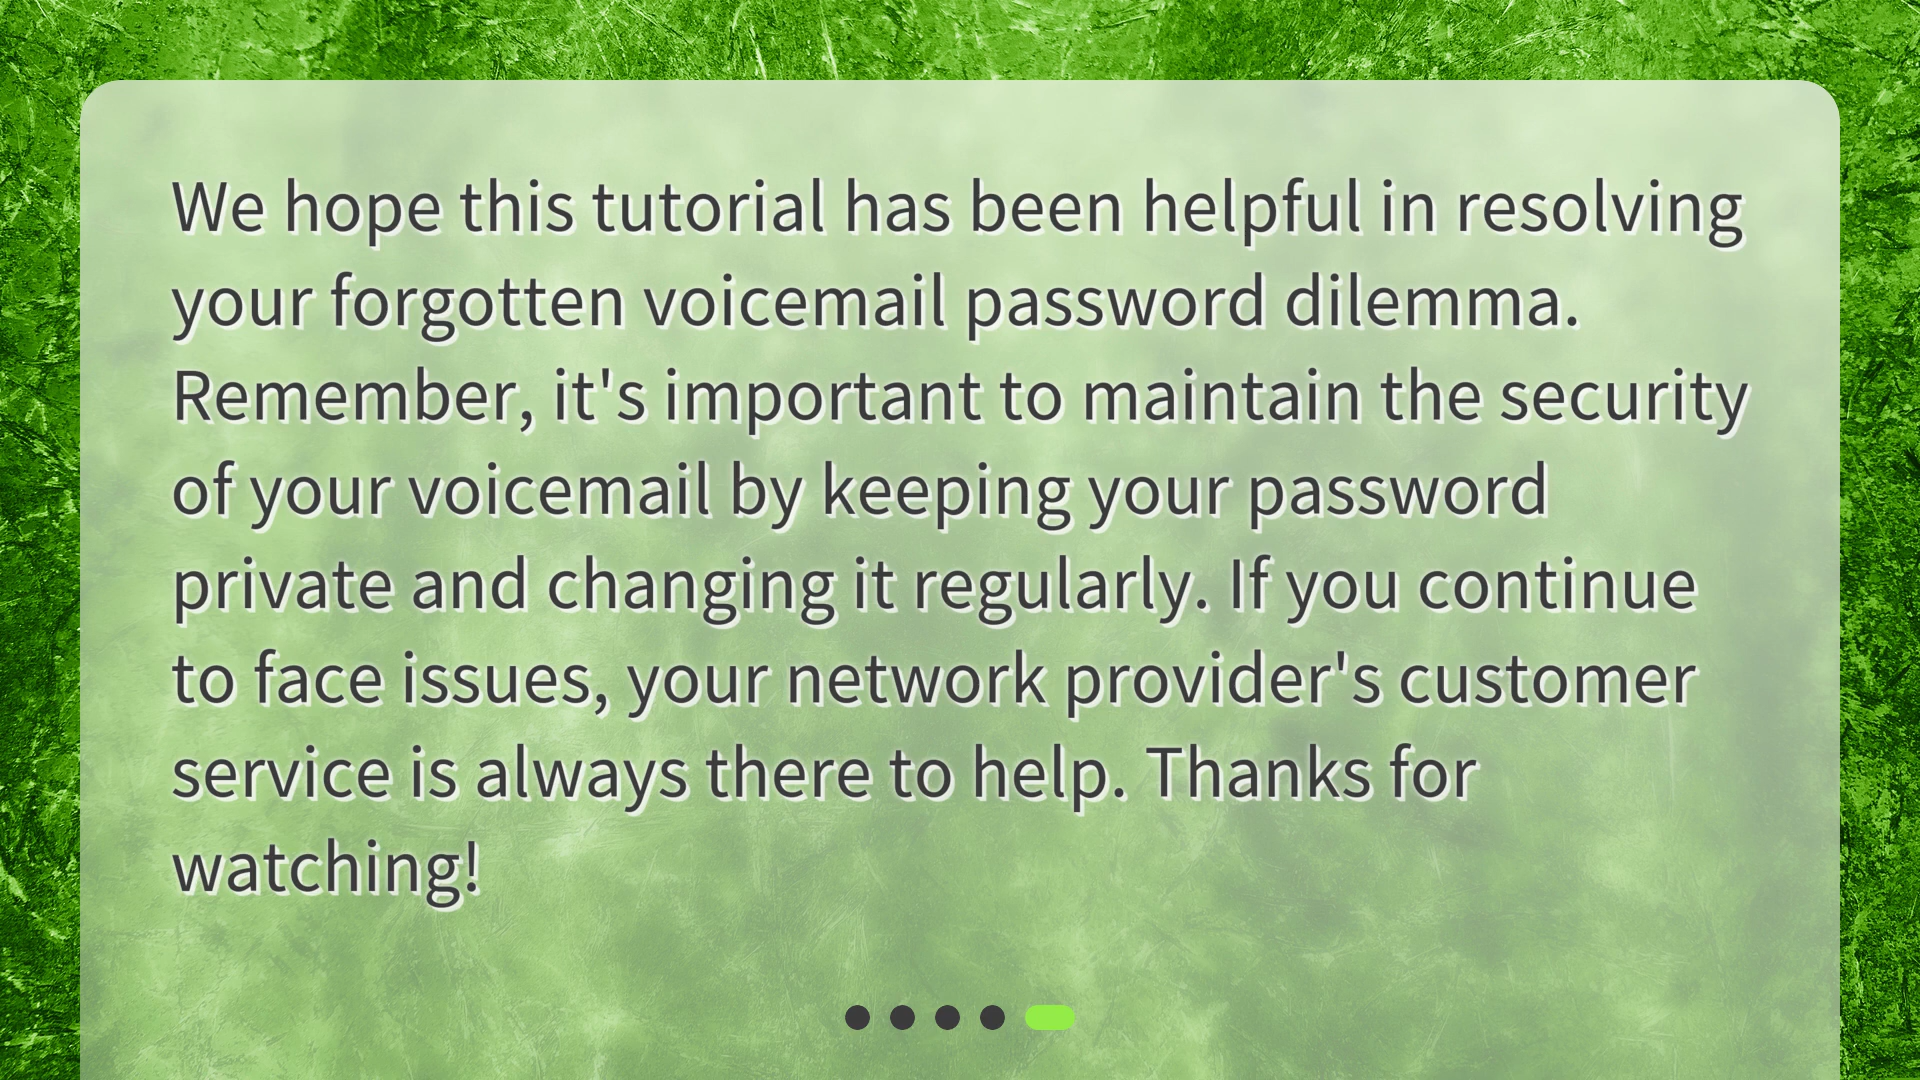 We hope this tutorial has been helpful in resolving
your forgotten voicemail password dilemma.
Remember, it's important to maintain the security
of your voicemail by keeping your password
private and changing it regularly. If you continue
to face issues, your network provider's customer
service is always there to help. Thanks for
watching!